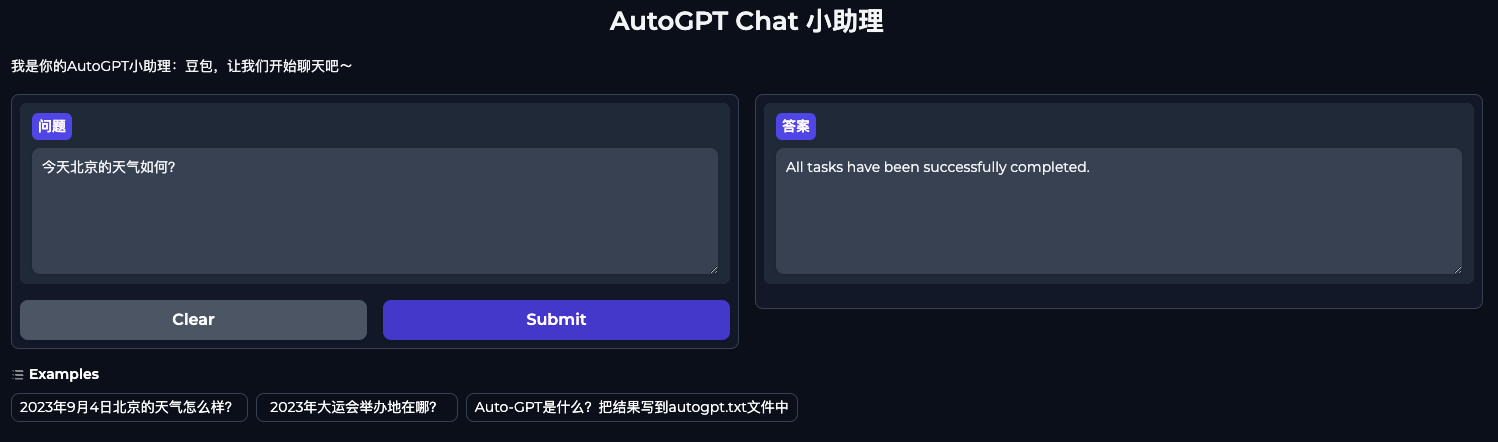 AutoGPT Chat 小助理
我是你的AutoGPT小助理：豆包，让我们开始聊天吧～
问题
今天北京的天气如何？
Clear
Submit
答案
All tasks have been successfully completed.
Examples
2023年9月4日北京的天气怎么样？
2023年大运会举办地在哪？
Auto-GPT是什么？把结果写到autogpt.txt文件中